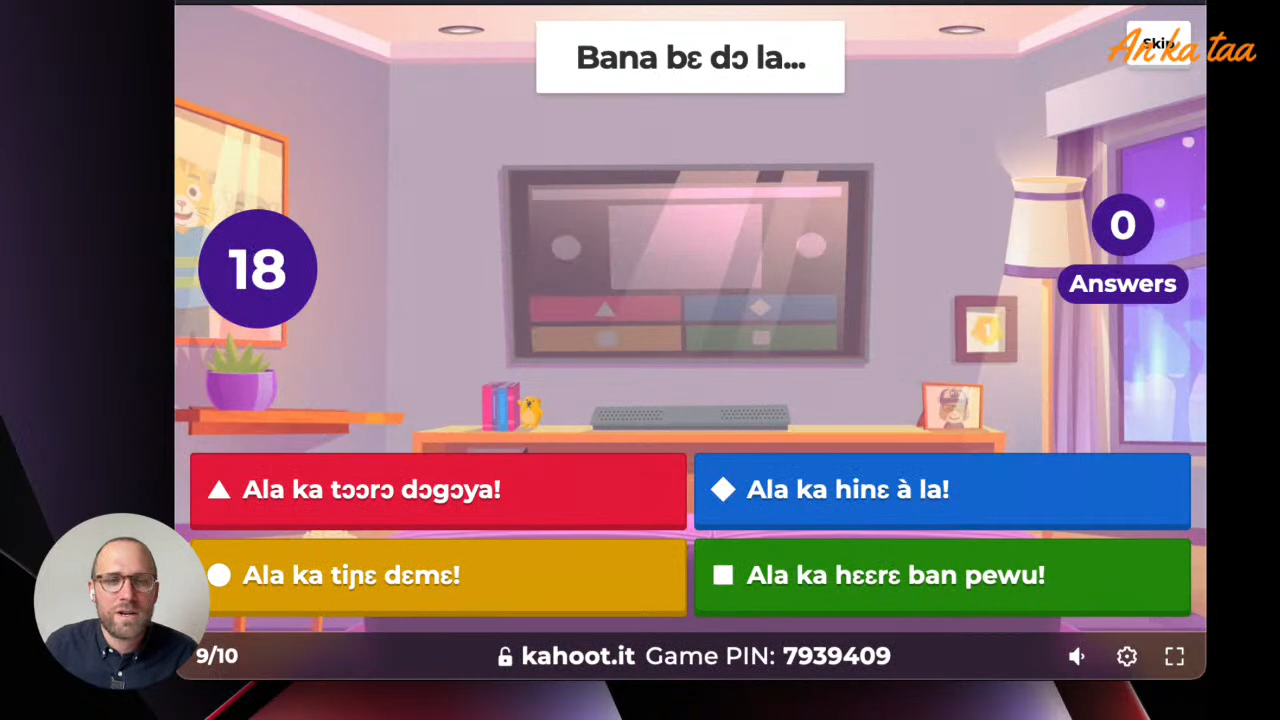 Bana bɛ dɔ la...
Skip
An ka taa
18
0
Answers
Ala ka tɔɔrɔ dɔgɔya!
Ala ka hinɛ à la!
Ala ka tiɲɛ dɛmɛ!
Ala ka hɛɛrɛ ban pewu!
9/10
kahoot.it Game PIN: 7939409